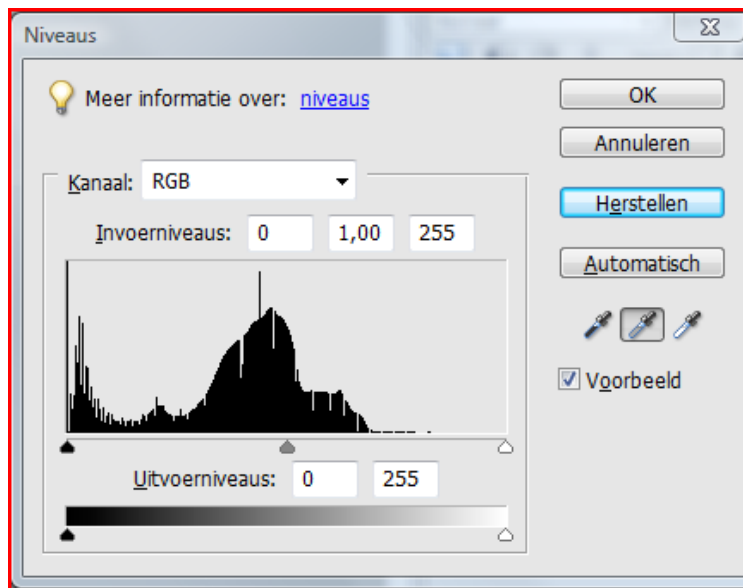 Niveaus
Meer informatie over: niveaus
OK
Annuleren
Herstellen
Automatisch
Voorbeeld
Kanaal: RGB
Invoerniveaus: 0 1,00 255
Uitvoerniveaus: 0 255